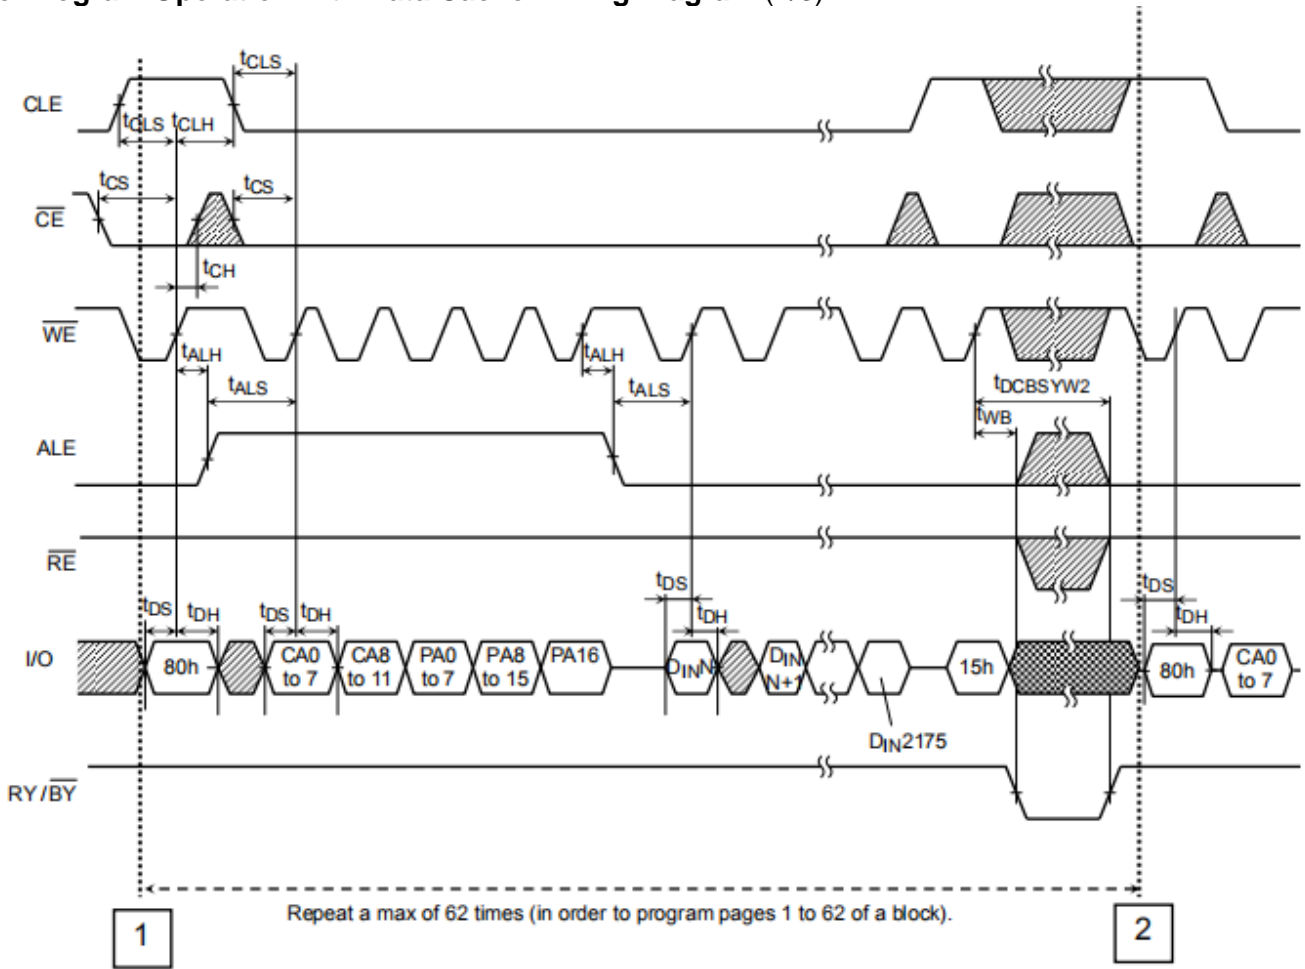 tCLS
CLE
tCLS tCLH
tCS
tCS
CE
tCH
WE
tALH
tALH
tALS
tALS
tDCBSYW2
tWB
ALE
RE
tDS
tDS
tDS tDH
tDS tDH
tDH
tDH
I/O
80h
CA0 to 7
CA8 to 11
PA0 to 7
PA8 to 15
PA16
DINN
DIN N+1
15h
80h
CA0 to 7
DIN2175
RY/BY
Repeat a max of 62 times (in order to program pages 1 to 62 of a block).
1
2